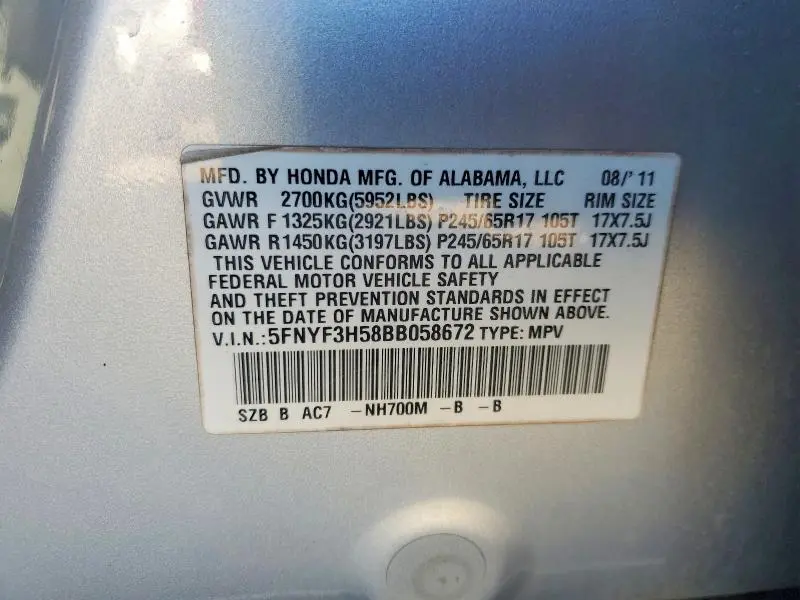 MFD. BY HONDA MFG. OF ALABAMA, LLC 08/'11
GVWR 2700KG(5952LBS) TIRE SIZE RIM SIZE
GAWR F 1325KG(2921LBS) P245/65R17 105T 17X7.5J
GAWR R1450KG(3197LBS) P245/65R17 105T 17X7.5J
THIS VEHICLE CONFORMS TO ALL APPLICABLE
FEDERAL MOTOR VEHICLE SAFETY
AND THEFT PREVENTION STANDARDS IN EFFECT
ON THE DATE OF MANUFACTURE SHOWN ABOVE.
V.I.N.:5FNYF3H58BB058672 TYPE: MPV
SZB B AC7 -NH700M -B -B